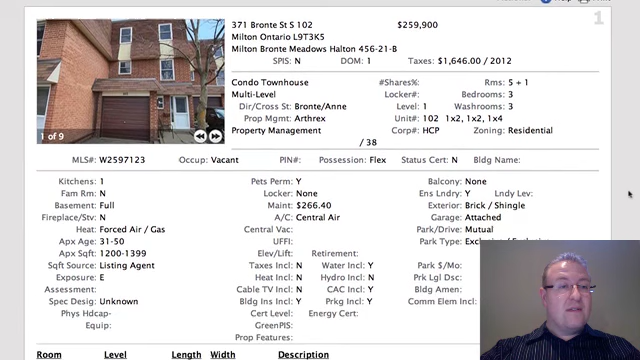 1
371 Bronte St S 102 $259,900
Milton Ontario L9T3K5
Milton Bronte Meadows Halton 456-21-B
SPIS: N DOM: 1 Taxes: $1,646.00 / 2012
Condo Townhouse #Shares%: Rms: 5 + 1
Multi-Level Locker#: Bedrooms: 3
Dir/Cross St: Bronte/Anne Level: 1 Washrooms: 3
Prop Mgmt: Arthrex Unit#: 102 1x2, 1x2, 1x4
Property Management Corp#: HCP Zoning: Residential
/ 38
1 of 9
MLS#: W2597123 Occup: Vacant PIN#: Possession: Flex Status Cert: N Bldg Name:
Kitchens: 1 Pets Perm: Y Balcony: None
Fam Rm: N Locker: None Ens Lndry: Y Lndy Lev:
Basement: Full Maint: $266.40 Exterior: Brick / Shingle
Fireplace/Stv: N A/C: Central Air Garage: Attached
Heat: Forced Air / Gas Central Vac: Park/Drive: Mutual
Apx Age: 31-50 UFFI: Park Type:
Apx Sqft: 1200-1399 Elev/Lift: Retirement:
Sqft Source: Listing Agent Taxes Incl: N Water Incl: Y Park $/Mo:
Exposure: E Heat Incl: N Hydro Incl: N Prk Lgl Dsc:
Assessment: Cable TV Incl: N CAC Incl: Y Bldg Amen:
Spec Desig: Unknown Bldg Ins Incl: Y Prkg Incl: Y Com Elem Incl:
Phys Hdcap- Cert Level: Energy Cert:
Equip: GreenPIS:
Prop Features:
Room Level Length Width Description